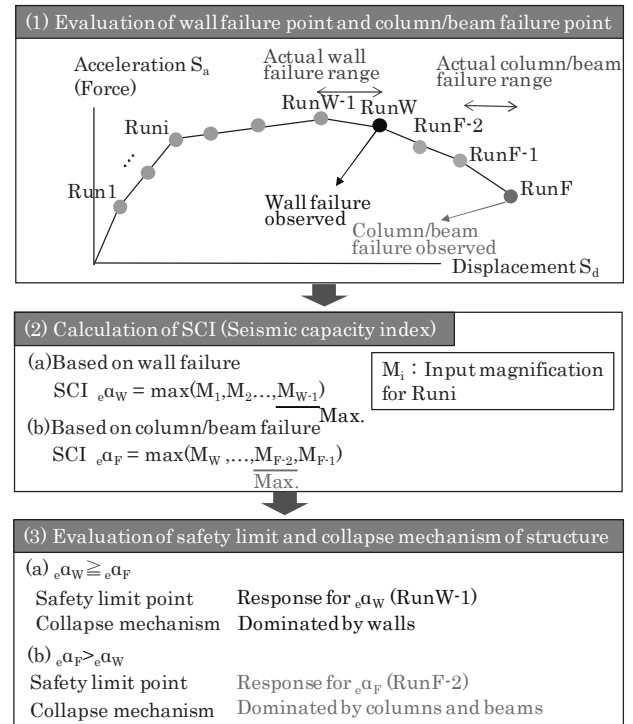 (1) Evaluation of wall failure point and column/beam failure point
Acceleration Sa
(Force)
Actual wall
failure range
Actual column/beam
failure range
RunW-1
RunW
RunF-2
Runi
RunF-1
...
Run1
RunF
Wall failure
observed
Column/beam
failure observed
Displacement Sd
(2) Calculation of SCI (Seismic capacity index)
(a)Based on wall failure
SCI eαW = max(M1,M2...,MW-1)
Max.
Mi : Input magnification
for Runi
(b)Based on column/beam failure
SCI eαF = max(MW ,...,MF-2,MF-1)
Max.
(3) Evaluation of safety limit and collapse mechanism of structure
(a) eαW≧eαF
Safety limit point Response for eαW (RunW-1)
Collapse mechanism Dominated by walls
(b) eαF>eαW
Safety limit point Response for eαF (RunF-2)
Collapse mechanism Dominated by columns and beams